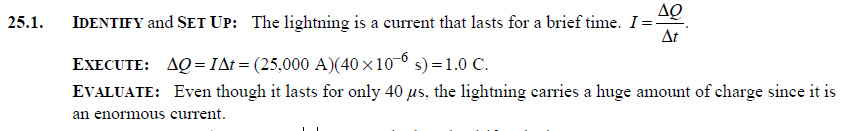 25.1. IDENTIFY and SET UP: The lightning is a current that lasts for a brief time. I = ΔQ/Δt.
EXECUTE: ΔQ = IΔt = (25,000 A)(40 × 10⁻⁶ s) = 1.0 C.
EVALUATE: Even though it lasts for only 40 μs, the lightning carries a huge amount of charge since it is
an enormous current.